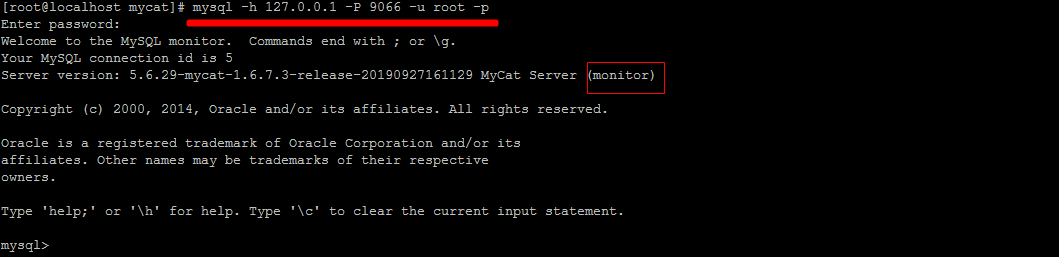 [root@localhost mycat]# mysql -h 127.0.0.1 -P 9066 -u root -p
Enter password:
Welcome to the MySQL monitor.  Commands end with ; or \g.
Your MySQL connection id is 5
Server version: 5.6.29-mycat-1.6.7.3-release-20190927161129 MyCat Server (monitor)
Copyright (c) 2000, 2014, Oracle and/or its affiliates. All rights reserved.
Oracle is a registered trademark of Oracle Corporation and/or its
affiliates. Other names may be trademarks of their respective
owners.
Type 'help;' or '\h' for help. Type '\c' to clear the current input statement.
mysql>